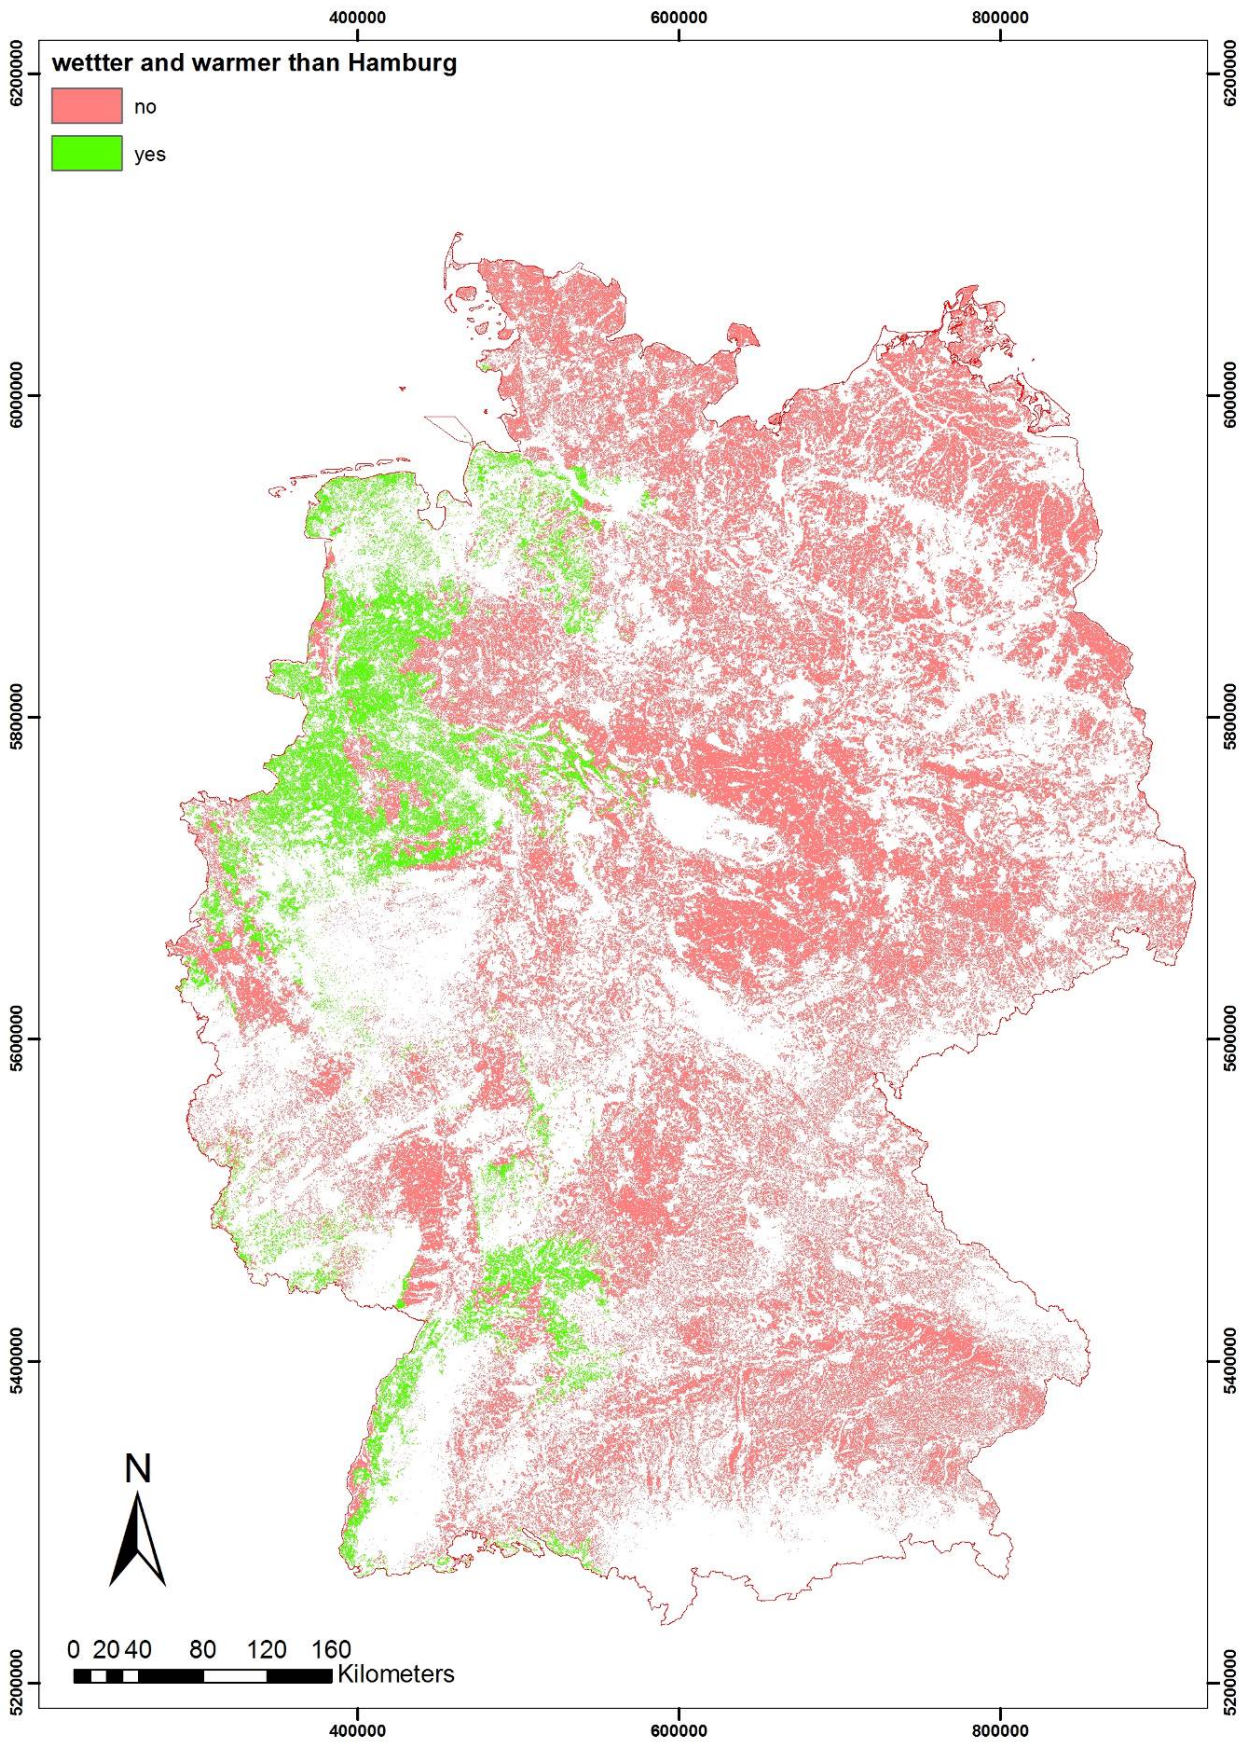 400000 600000 800000
wettter and warmer than Hamburg
no
yes
6200000 6200000
6000000 6000000
5800000 5800000
5600000 5600000
5400000 5400000
N
0 20 40 80 120 160
Kilometers
5200000 5200000
400000 600000 800000